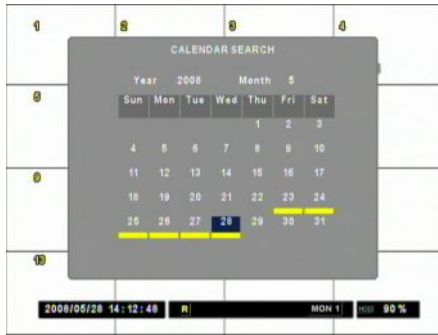 1 2 3 4
CALENDAR SEARCH
Year 2008 Month 5
5
Sun Mon Tue Wed Thu Fri Sat
1 2 3
4 5 6 7 8 9 10
9
11 12 13 14 15 16 17
18 19 20 21 22 23 24
25 26 27 28 29 30 31
13
2008/05/28 14:12:48 R MON 1 HDD 90%